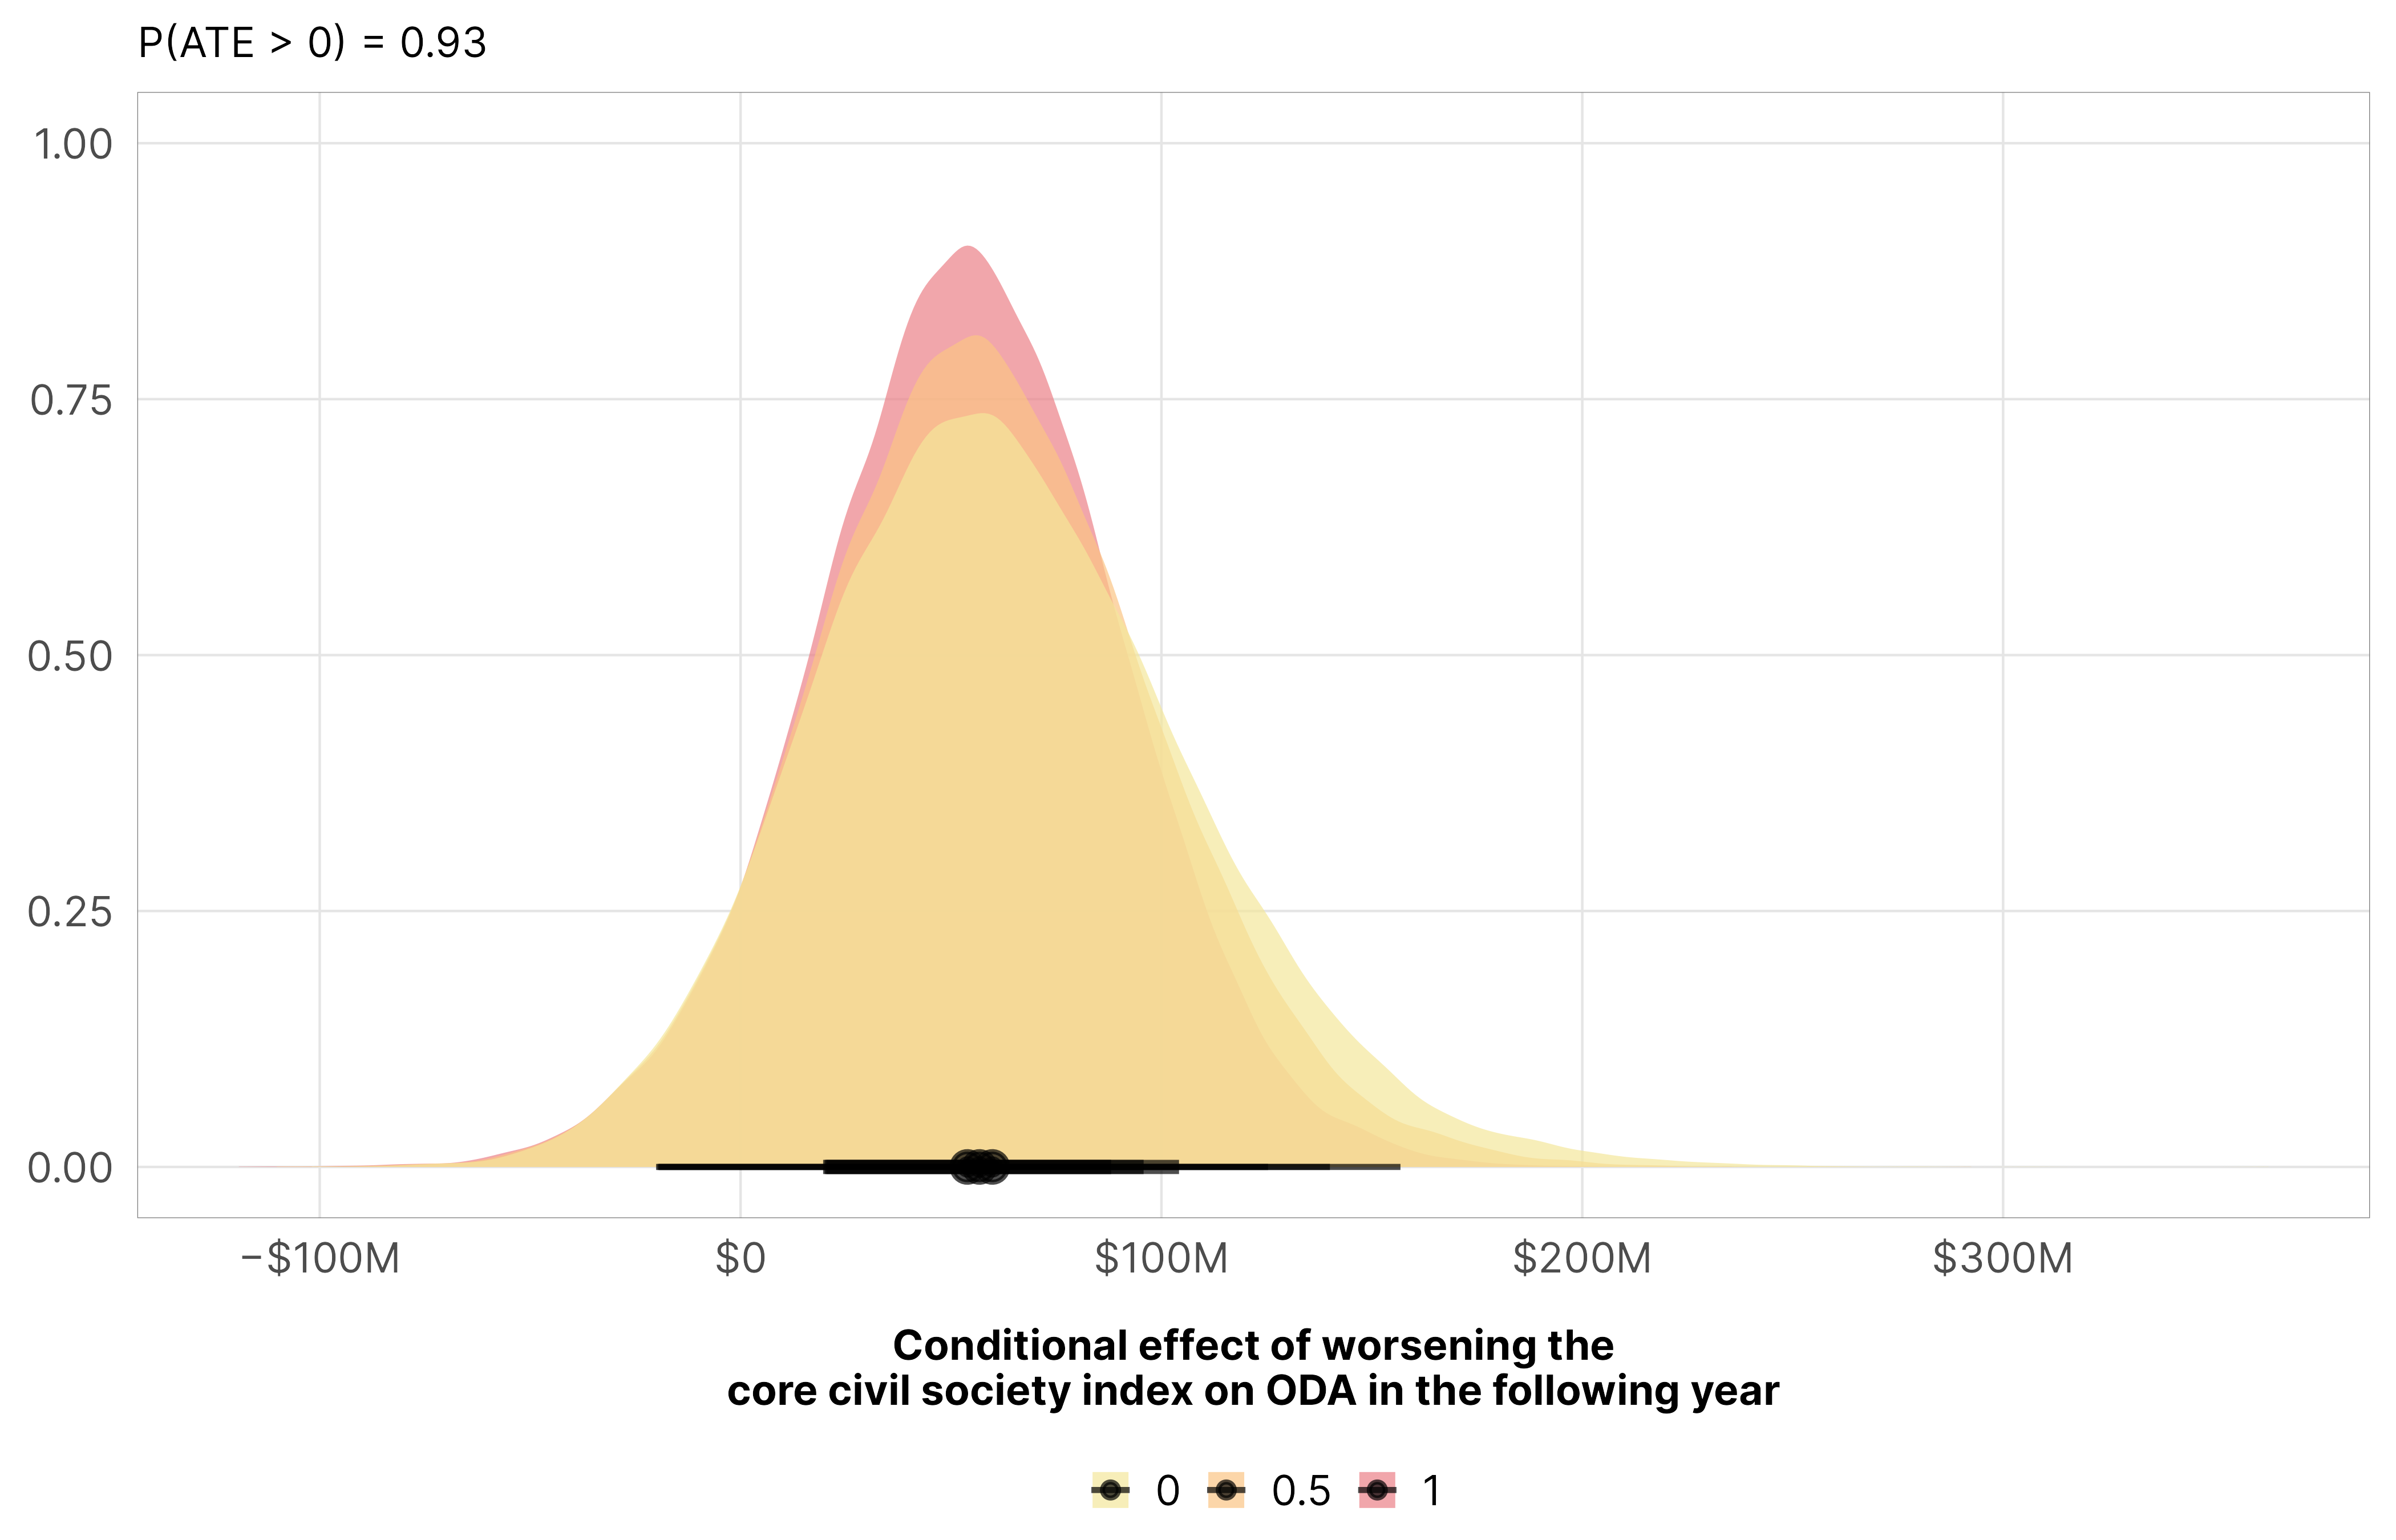 P(ATE > 0) = 0.93
1.00
0.75
0.50
0.25
0.00
−$100M
$0
$100M
$200M
$300M
Conditional effect of worsening the
core civil society index on ODA in the following year
0
0.5
1